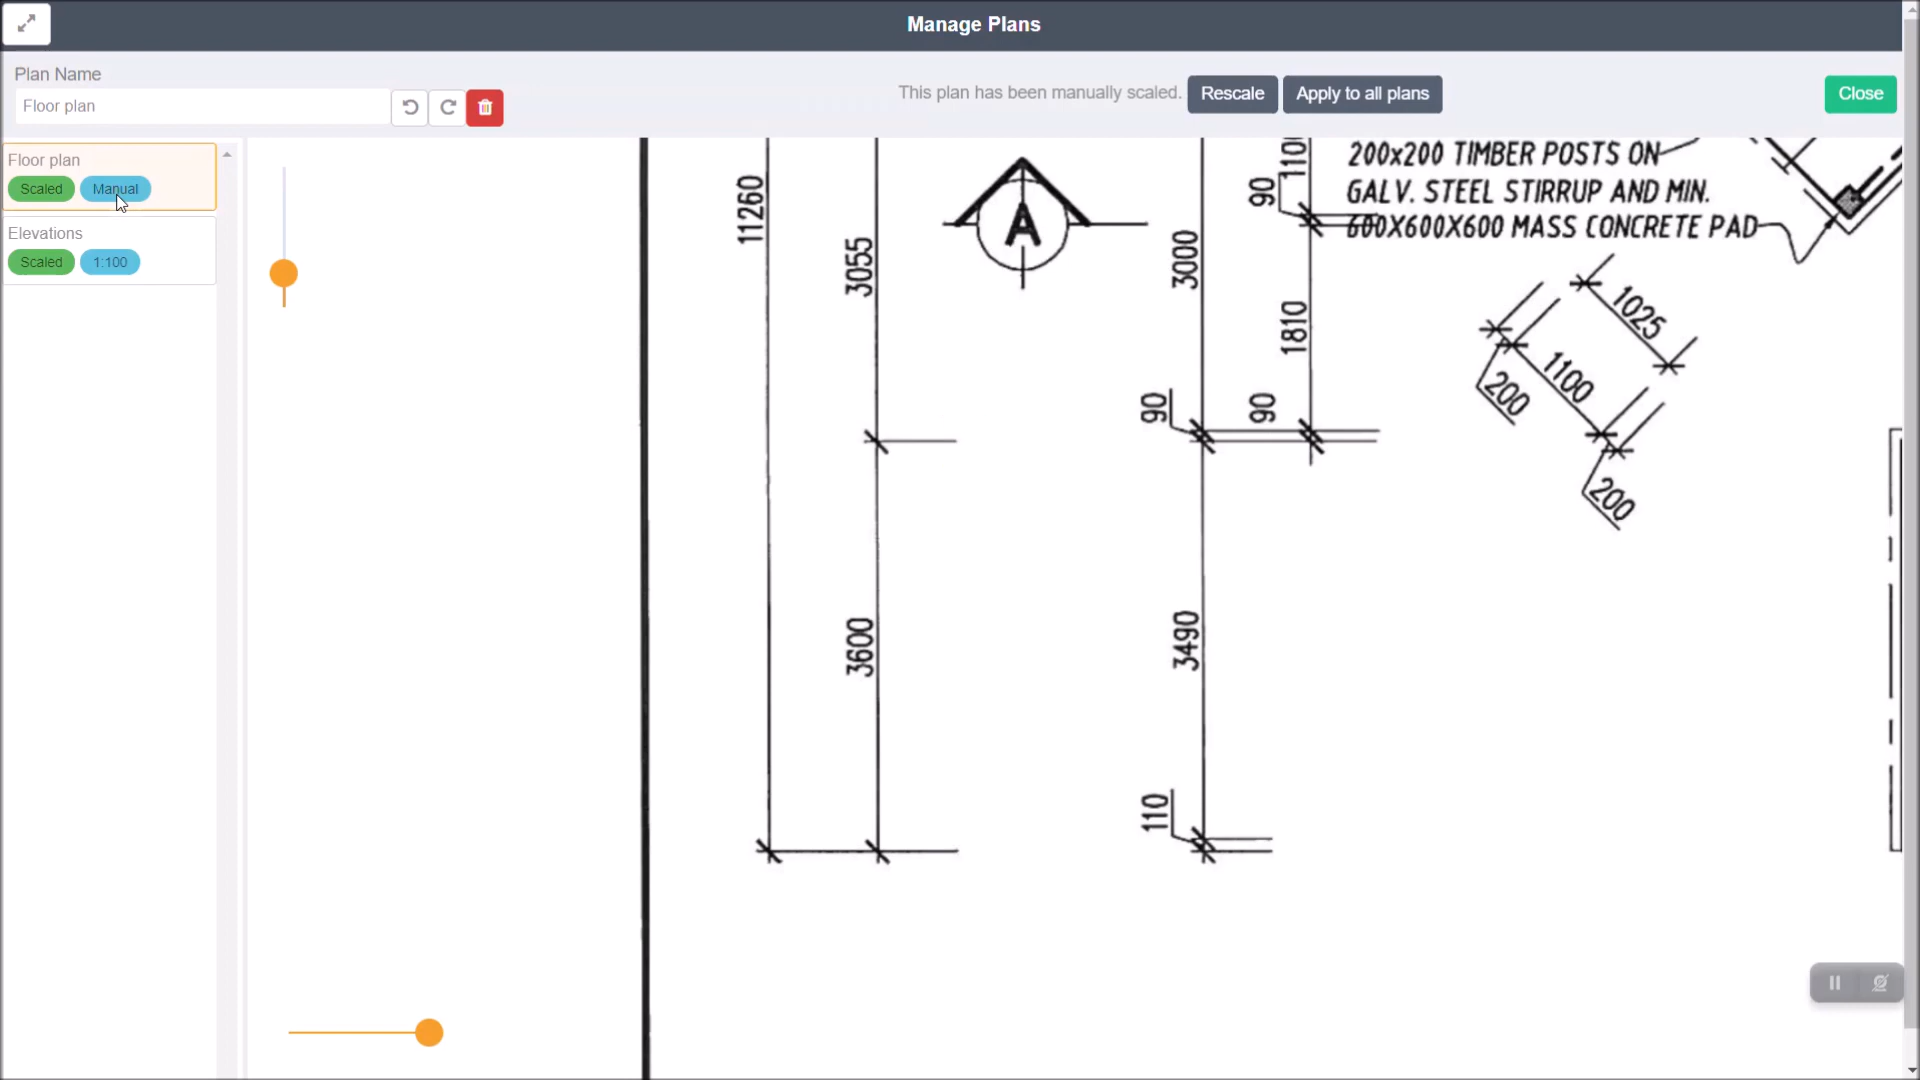 Manage Plans
Plan Name
Floor plan
This plan has been manually scaled.
Rescale
Apply to all plans
Close
Floor plan
Scaled
Manual
Elevations
Scaled
1:100
11260
3055
A
3000
90
1100
1810
90
90
200x200 TIMBER POSTS ON
GALV. STEEL STIRRUP AND MIN.
600X600X600 MASS CONCRETE PAD
1025
1100
200
200
3600
3490
110